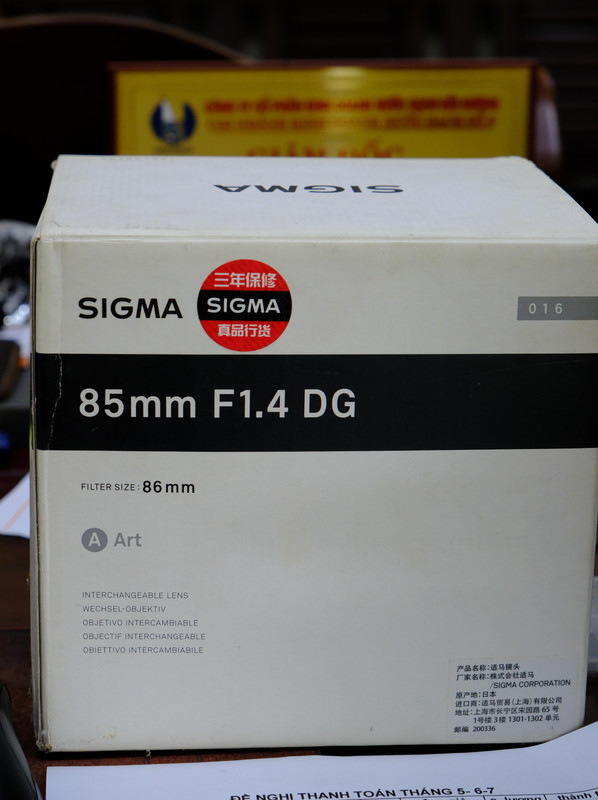 GIÁM ĐỐC
SIGMA
SIGMA
三年保修
SIGMA
真品行货
016
85mm F1.4 DG
FILTER SIZE: 86mm
A Art
INTERCHANGEABLE LENS
WECHSEL-OBJEKTIV
OBJETIVO INTERCAMBIABLE
OBJECTIF INTERCHANGEABLE
OBIETTIVO INTERCAMBIABILE
产品名称:适马镜头
厂家名称:株式会社适马
/SIGMA CORPORATION
原产地:日本
进口商:适马贸易(上海)有限公司
地址:上海市长宁区宋园路 65 号
1号楼 3 楼 1301-1302 单元
邮编 200336
ĐỀ NGHỊ THANH TOÁN THÁNG 5- 6-7